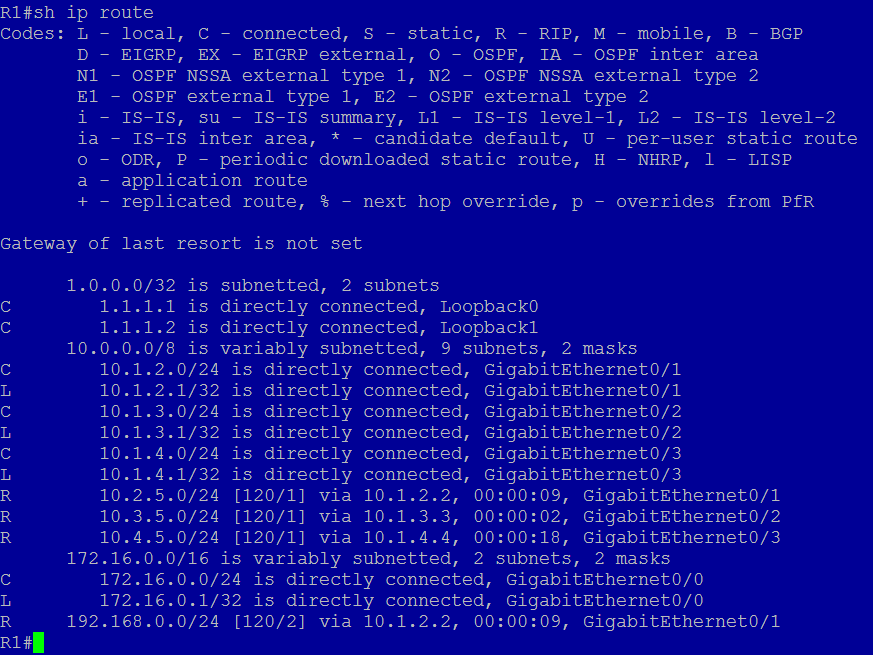 R1#sh ip route
Codes: L - local, C - connected, S - static, R - RIP, M - mobile, B - BGP
       D - EIGRP, EX - EIGRP external, O - OSPF, IA - OSPF inter area
       N1 - OSPF NSSA external type 1, N2 - OSPF NSSA external type 2
       E1 - OSPF external type 1, E2 - OSPF external type 2
       i - IS-IS, su - IS-IS summary, L1 - IS-IS level-1, L2 - IS-IS level-2
       ia - IS-IS inter area, * - candidate default, U - per-user static route
       o - ODR, P - periodic downloaded static route, H - NHRP, l - LISP
       a - application route
       + - replicated route, % - next hop override, p - overrides from PfR

Gateway of last resort is not set

      1.0.0.0/32 is subnetted, 2 subnets
C        1.1.1.1 is directly connected, Loopback0
C        1.1.1.2 is directly connected, Loopback1
      10.0.0.0/8 is variably subnetted, 9 subnets, 2 masks
C        10.1.2.0/24 is directly connected, GigabitEthernet0/1
L        10.1.2.1/32 is directly connected, GigabitEthernet0/1
C        10.1.3.0/24 is directly connected, GigabitEthernet0/2
L        10.1.3.1/32 is directly connected, GigabitEthernet0/2
C        10.1.4.0/24 is directly connected, GigabitEthernet0/3
L        10.1.4.1/32 is directly connected, GigabitEthernet0/3
R        10.2.5.0/24 [120/1] via 10.1.2.2, 00:00:09, GigabitEthernet0/1
R        10.3.5.0/24 [120/1] via 10.1.3.3, 00:00:02, GigabitEthernet0/2
R        10.4.5.0/24 [120/1] via 10.1.4.4, 00:00:18, GigabitEthernet0/3
      172.16.0.0/16 is variably subnetted, 2 subnets, 2 masks
C        172.16.0.0/24 is directly connected, GigabitEthernet0/0
L        172.16.0.1/32 is directly connected, GigabitEthernet0/0
R     192.168.0.0/24 [120/2] via 10.1.2.2, 00:00:09, GigabitEthernet0/1
R1#